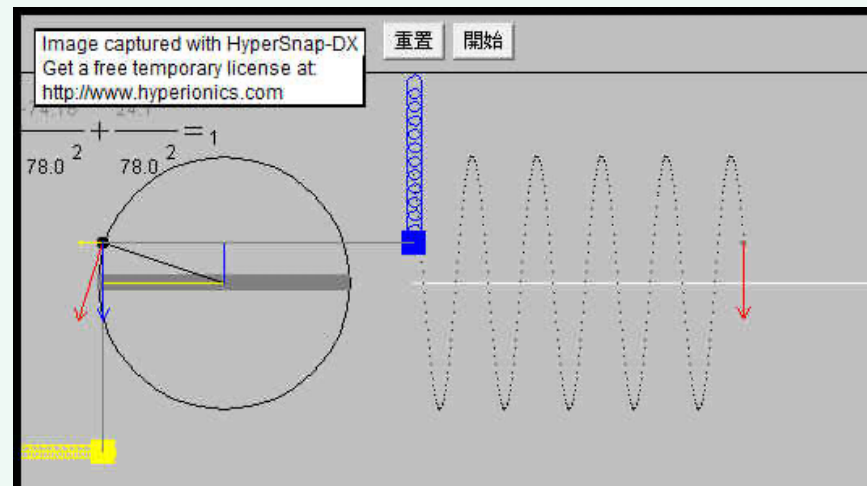 Image captured with HyperSnap-DX
Get a free temporary license at:
http://www.hyperionics.com
重置 開始
+ = 1
78.0 2 78.0 2